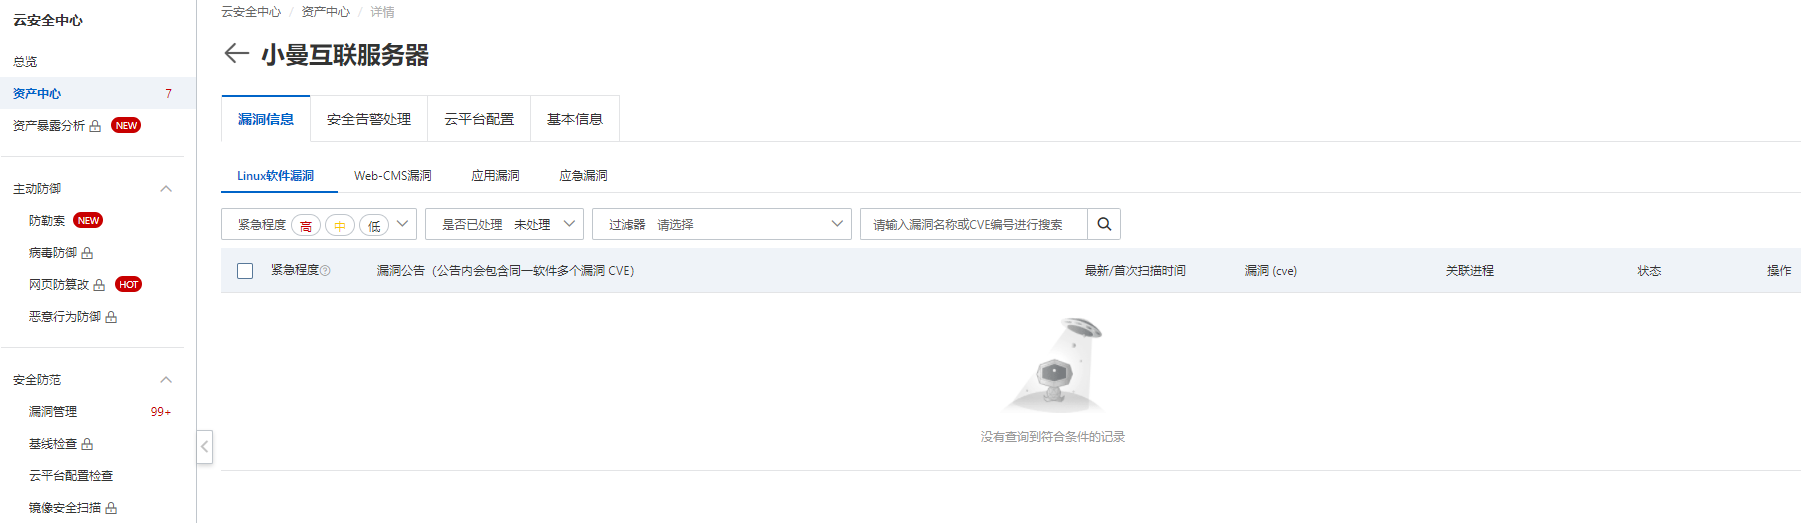 云安全中心
总览
资产中心 7
资产暴露分析 NEW
主动防御
防勒索 NEW
病毒防御
网页防篡改 HOT
恶意行为防御
安全防范
漏洞管理 99+
基线检查
云平台配置检查
镜像安全扫描
云安全中心 / 资产中心 / 详情
小曼互联服务器
漏洞信息 安全告警处理 云平台配置 基本信息
Linux软件漏洞 Web-CMS漏洞 应用漏洞 应急漏洞
紧急程度 高 中 低 是否已处理 未处理 过滤器 请选择 请输入漏洞名称或CVE编号进行搜索
紧急程度 漏洞公告（公告内会包含同一软件多个漏洞 CVE） 最新/首次扫描时间 漏洞 (cve) 关联进程 状态 操作
没有查询到符合条件的记录